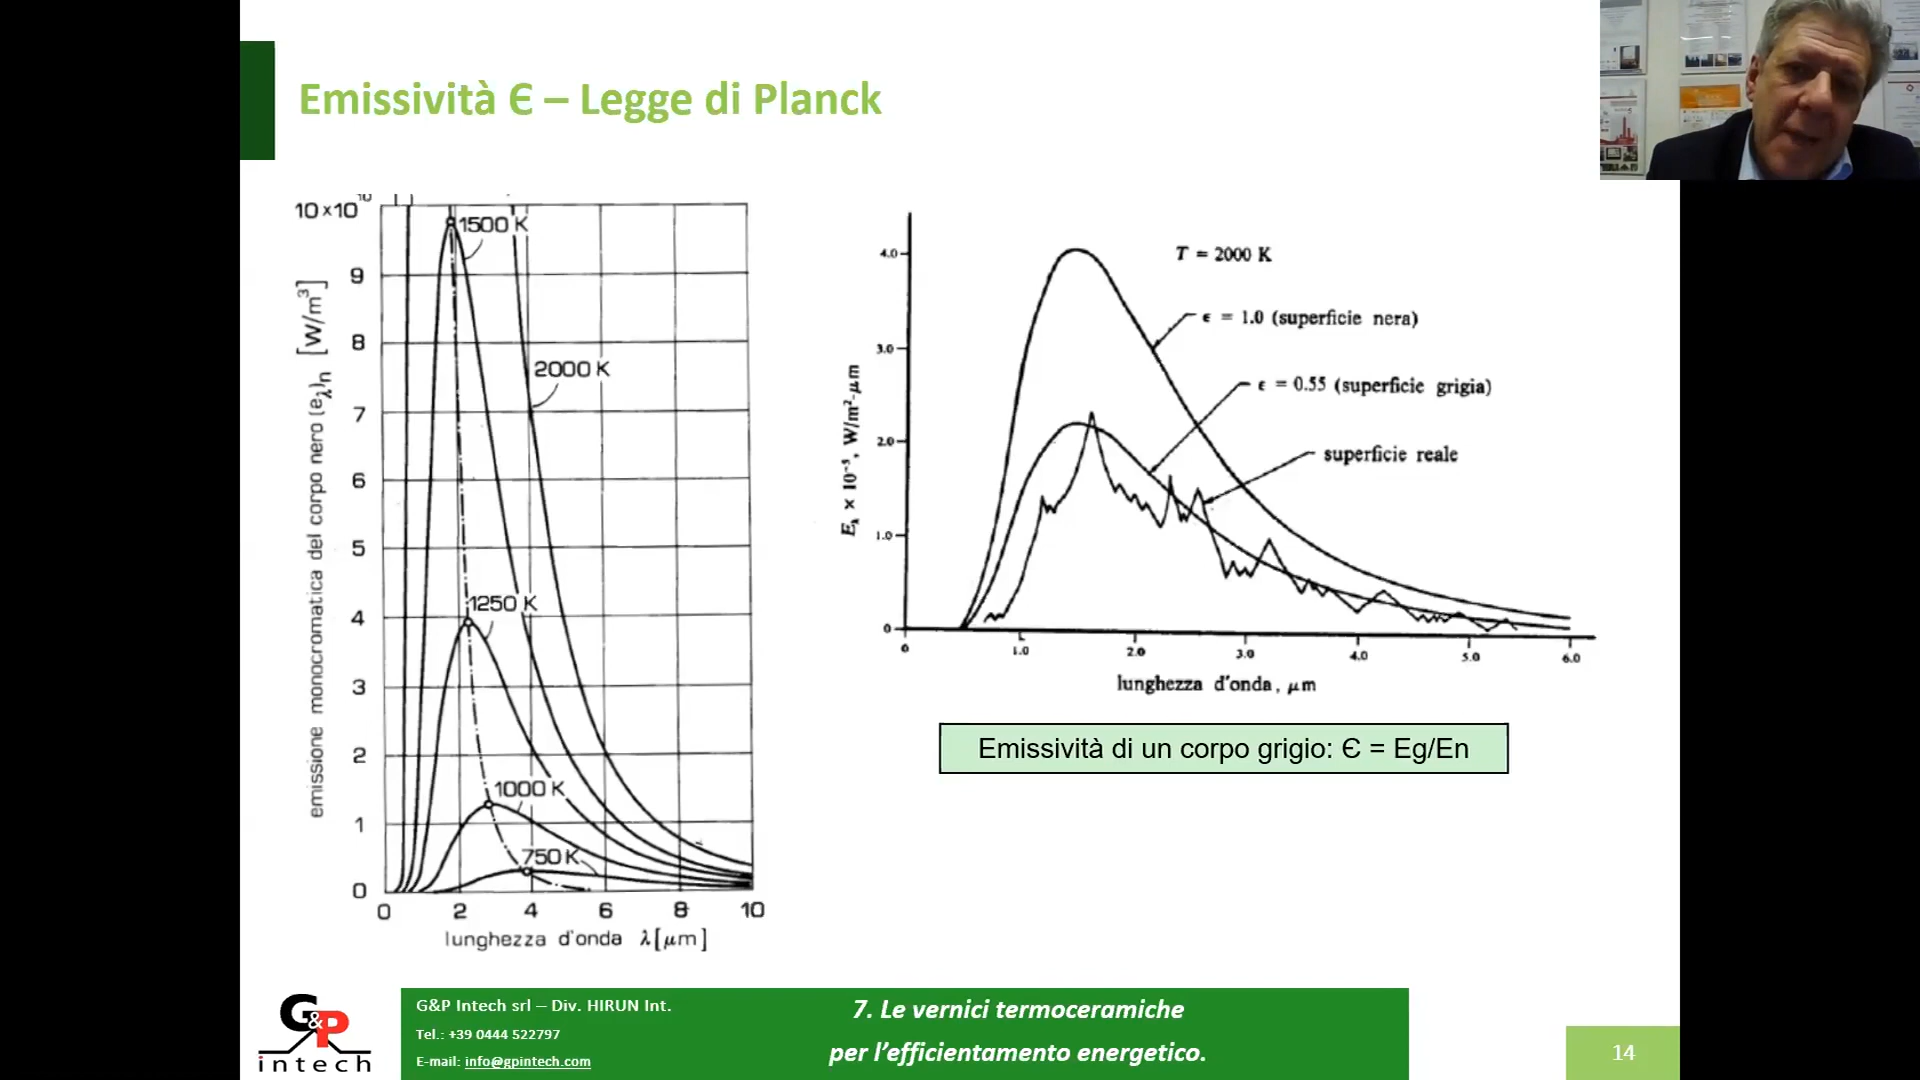 Emissività Є – Legge di Planck
10×10¹⁰
9
8
7
6
5
4
3
2
1
0
emissione monocromatica del corpo nero (eλ)n [W/m³]
1500 K
2000 K
1250 K
1000 K
750 K
0 2 4 6 8 10
lunghezza d'onda λ[μm]
T = 2000 K
ϵ = 1.0 (superficie nera)
ϵ = 0.55 (superficie grigia)
superficie reale
4.0
3.0
2.0
1.0
0
Eλ × 10⁻⁵, W/m²-μm
0 1.0 2.0 3.0 4.0 5.0 6.0
lunghezza d'onda, μm
Emissività di un corpo grigio: Є = Eg/En
G&P
intech
G&P Intech srl – Div. HIRUN Int.
Tel.: +39 0444 522797
E-mail: info@gpintech.com
7. Le vernici termoceramiche
per l’efficientamento energetico.
14